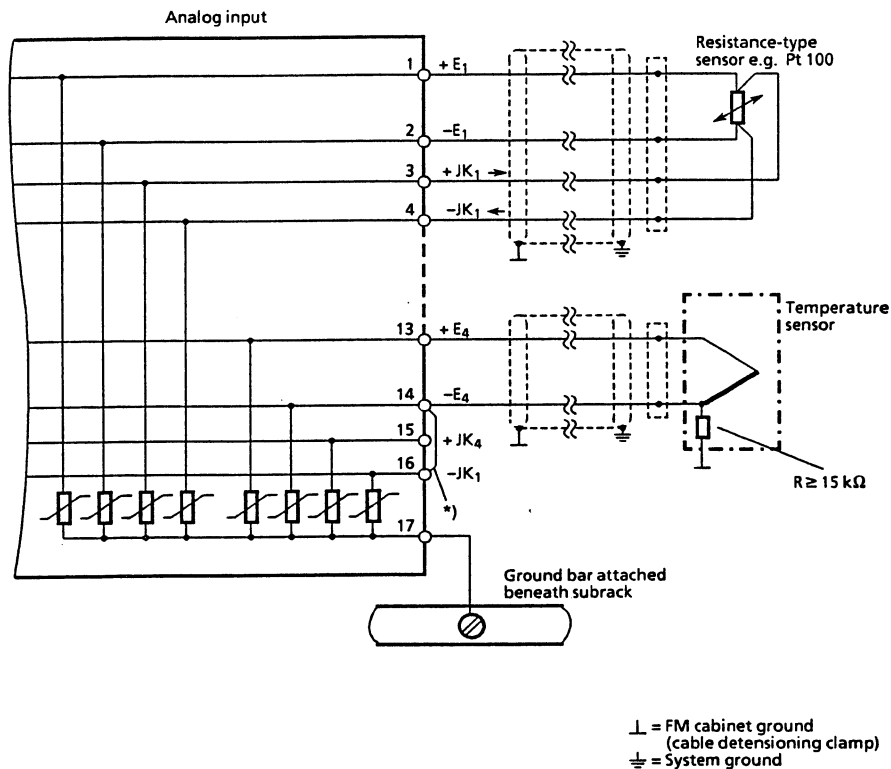 Analog input
Resistance-type
sensor e.g. Pt 100
1 + E1
2 –E1
3 + JK1
4 –JK1
Temperature
sensor
13 + E4
14 –E4
15 + JK4
16 –JK1
*)
R ≥ 15 kΩ
17
Ground bar attached
beneath subrack
= FM cabinet ground
(cable detensioning clamp)
= System ground